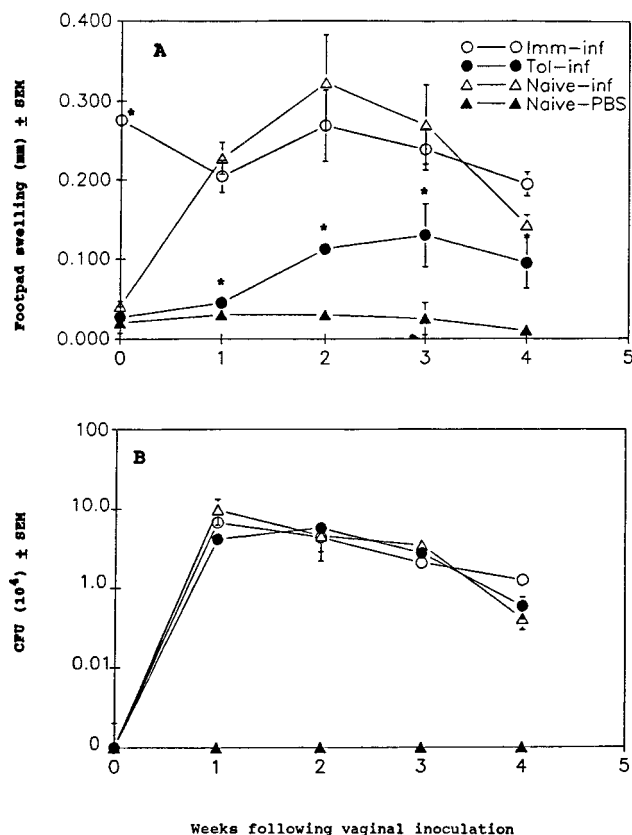 A
Imm-inf
Tol-inf
Naive-inf
Naive-PBS
Footpad swelling (mm) ± SEM
0.400
0.300
0.200
0.100
0.000
0 1 2 3 4 5
*
*
*
*
*
B
CFU (10⁴) ± SEM
100
10.0
1.0
0.01
0
0 1 2 3 4 5
Weeks following vaginal inoculation